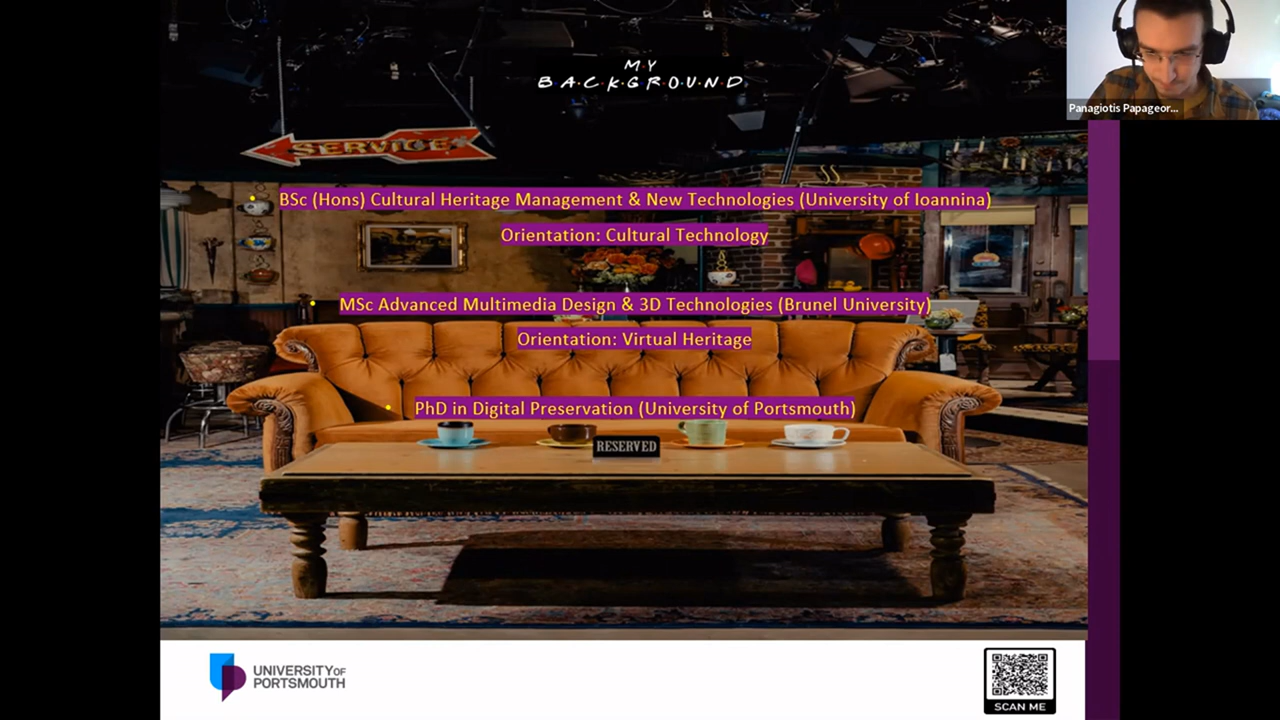 MY
B·A·C·K·G·R·O·U·N·D
Panagiotis Papageor...
SERVICE
• BSc (Hons) Cultural Heritage Management & New Technologies (University of Ioannina)
Orientation: Cultural Technology
• MSc Advanced Multimedia Design & 3D Technologies (Brunel University)
Orientation: Virtual Heritage
• PhD in Digital Preservation (University of Portsmouth)
RESERVED
UNIVERSITY OF
PORTSMOUTH
SCAN ME